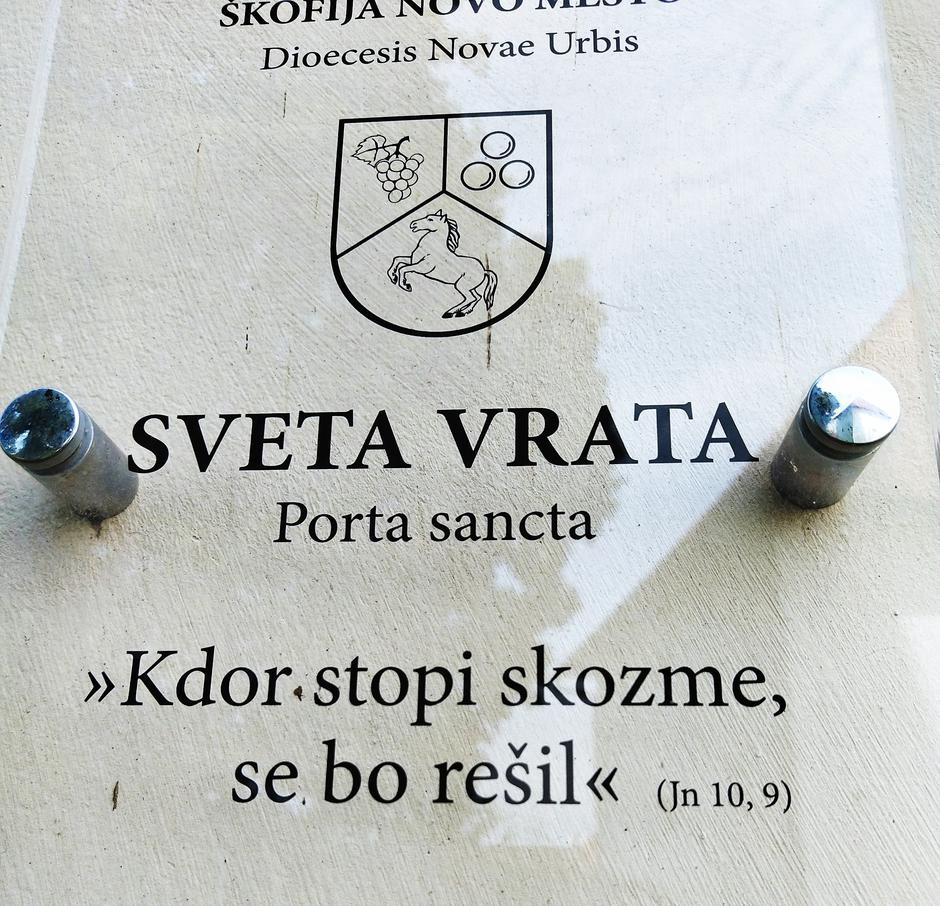 ŠKOFIJA NOVO MESTO
Dioecesis Novae Urbis
SVETA VRATA
Porta sancta
»Kdor stopi skozme,
se bo rešil« (Jn 10, 9)